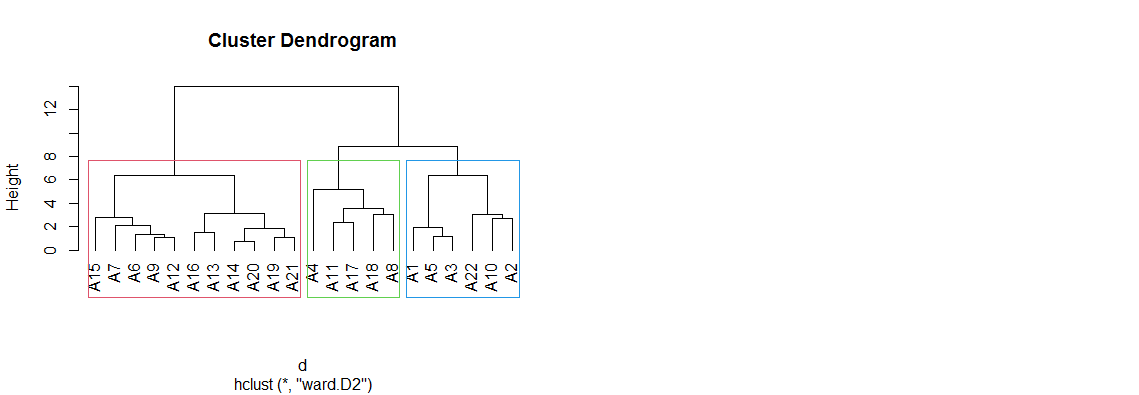 Cluster Dendrogram
Height
12
8
6
4
2
0
A15 A7 A6 A9 A12 A16 A13 A14 A20 A19 A21 A4 A11 A17 A18 A8 A1 A5 A3 A22 A10 A2
d
hclust (*, "ward.D2")